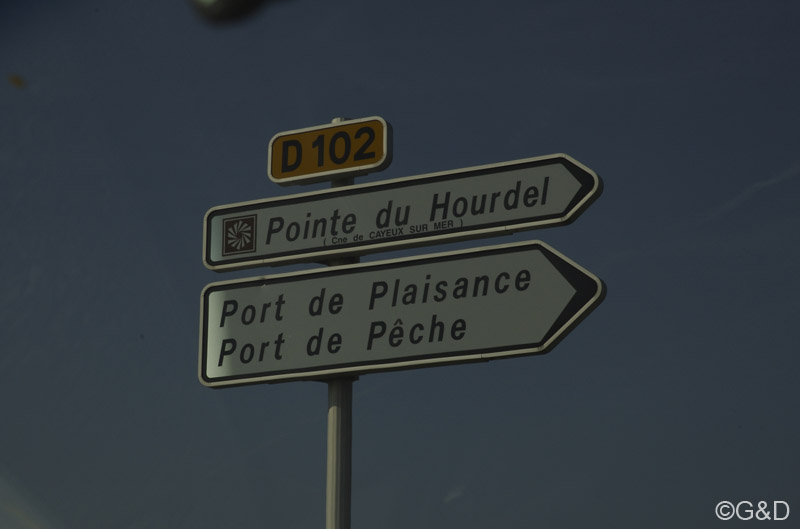 D 102
Pointe du Hourdel
( Cne de CAYEUX SUR MER )
Port de Plaisance
Port de Pêche
©G&D